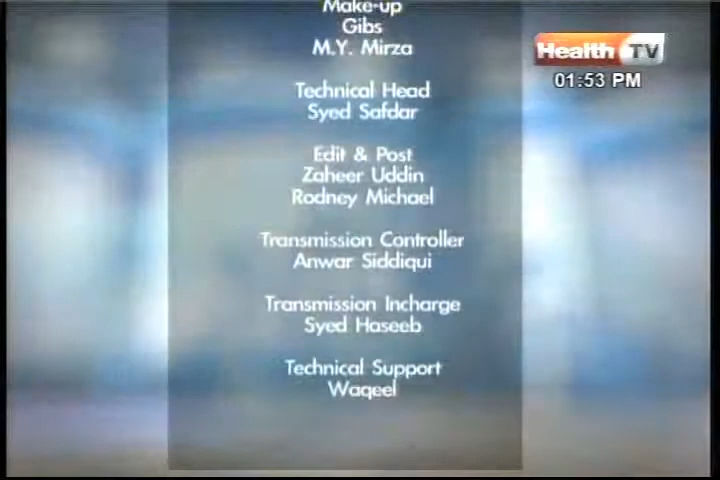 Make-up
Gibs
M.Y. Mirza
Health TV
01:53 PM
Technical Head
Syed Safdar
Edit & Post
Zaheer Uddin
Rodney Michael
Transmission Controller
Anwar Siddiqui
Transmission Incharge
Syed Haseeb
Technical Support
Waqeel